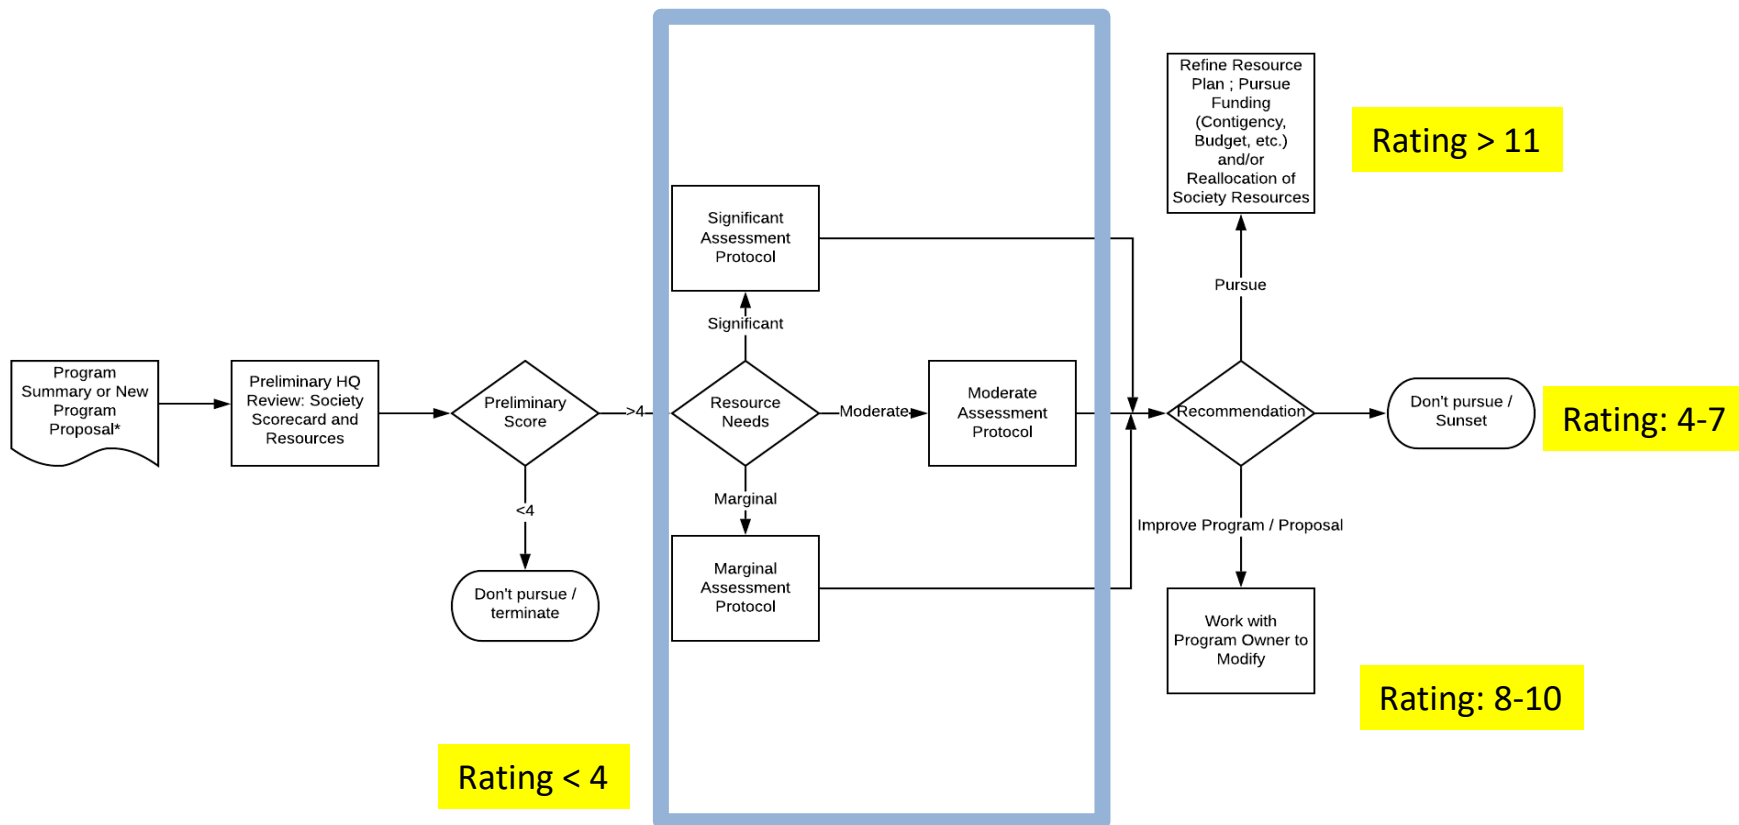 Program
Summary or New
Program
Proposal*
Preliminary HQ
Review: Society
Scorecard and
Resources
Preliminary
Score
>4
<4
Don't pursue /
terminate
Rating < 4
Significant
Assessment
Protocol
Significant
Resource
Needs
Moderate
Moderate
Assessment
Protocol
Marginal
Marginal
Assessment
Protocol
Refine Resource
Plan ; Pursue
Funding
(Contigency,
Budget, etc.)
and/or
Reallocation of
Society Resources
Rating > 11
Pursue
Recommendation
Don't pursue /
Sunset
Rating: 4-7
Improve Program / Proposal
Work with
Program Owner to
Modify
Rating: 8-10